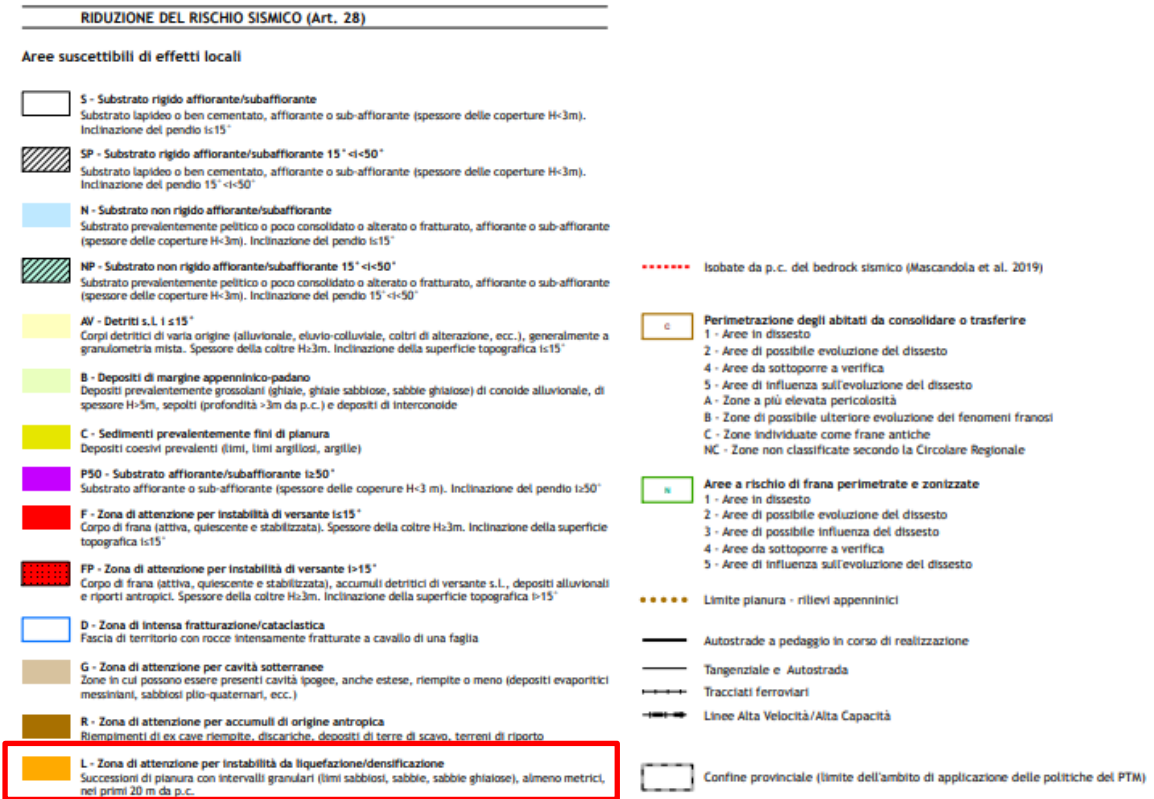 RIDUZIONE DEL RISCHIO SISMICO (Art. 28)
Aree suscettibili di effetti locali
S - Substrato rigido affiorante/subaffiorante
Substrato lapideo o ben cementato, affiorante o sub-affiorante (spessore delle coperture H<3m).
Inclinazione del pendio i≤15°
SP - Substrato rigido affiorante/subaffiorante 15°<i<50°
Substrato lapideo o ben cementato, affiorante o sub-affiorante (spessore delle coperture H<3m).
Inclinazione del pendio 15°<i<50°
N - Substrato non rigido affiorante/subaffiorante
Substrato prevalentemente pelitico o poco consolidato o alterato o fratturato, affiorante o sub-affiorante
(spessore delle coperture H<3m). Inclinazione del pendio i≤15°
NP - Substrato non rigido affiorante/subaffiorante 15°<i<50°
Substrato prevalentemente pelitico o poco consolidato o alterato o fratturato, affiorante o sub-affiorante
(spessore delle coperture H<3m). Inclinazione del pendio 15°<i<50°
AV - Detriti s.l. i ≤15°
Corpi detritici di varia origine (alluvionale, eluvio-colluviale, coltri di alterazione, ecc.), generalmente a
granulometria mista. Spessore della coltre H≥3m. Inclinazione della superficie topografica i≤15°
B - Depositi di margine appenninico-padano
Depositi prevalentemente grossolani (ghiaie, ghiaie sabbiose, sabbie ghiaiose) di conoide alluvionale, di
spessore H>5m, sepolti (profondità >3m da p.c.) e depositi di interconoide
C - Sedimenti prevalentemente fini di pianura
Depositi coesivi prevalenti (limi, limi argillosi, argille)
P50 - Substrato affiorante/subaffiorante i≥50°
Substrato affiorante o sub-affiorante (spessore delle coperure H<3 m). Inclinazione del pendio i≥50°
F - Zona di attenzione per instabilità di versante i≤15°
Corpo di frana (attiva, quiescente e stabilizzata). Spessore della coltre H≥3m. Inclinazione della superficie
topografica i≤15°
FP - Zona di attenzione per instabilità di versante i>15°
Corpo di frana (attiva, quiescente e stabilizzata), accumuli detritici di versante s.l., depositi alluvionali
e riporti antropici. Spessore della coltre H≥3m. Inclinazione della superficie topografica i>15°
D - Zona di intensa fratturazione/cataclastica
Fascia di territorio con rocce intensamente fratturate a cavallo di una faglia
G - Zona di attenzione per cavità sotterranee
Zone in cui possono essere presenti cavità ipogee, anche estese, riempite o meno (depositi evaporitici
messiniani, sabbiosi plio-quaternari, ecc.)
R - Zona di attenzione per accumuli di origine antropica
Riempimenti di ex cave riempite, discariche, depositi di terre di scavo, terreni di riporto
L - Zona di attenzione per instabilità da liquefazione/densificazione
Successioni di pianura con intervalli granulari (limi sabbiosi, sabbie, sabbie ghiaiose), almeno metrici,
nei primi 20 m da p.c.
Isobate da p.c. del bedrock sismico (Mascandola et al. 2019)
C
Perimetrazione degli abitati da consolidare o trasferire
1 - Aree in dissesto
2 - Aree di possibile evoluzione del dissesto
4 - Aree da sottoporre a verifica
5 - Aree di influenza sull'evoluzione del dissesto
A - Zone a più elevata pericolosità
B - Zone di possibile ulteriore evoluzione dei fenomeni franosi
C - Zone individuate come frane antiche
NC - Zone non classificate secondo la Circolare Regionale
N
Aree a rischio di frana perimetrate e zonizzate
1 - Aree in dissesto
2 - Aree di possibile evoluzione del dissesto
3 - Aree di possibile influenza del dissesto
4 - Aree da sottoporre a verifica
5 - Aree di influenza sull'evoluzione del dissesto
Limite pianura - rilievi appenninici
Autostrade a pedaggio in corso di realizzazione
Tangenziale e Autostrada
Tracciati ferroviari
Linee Alta Velocità/Alta Capacità
Confine provinciale (limite dell'ambito di applicazione delle politiche del PTM)